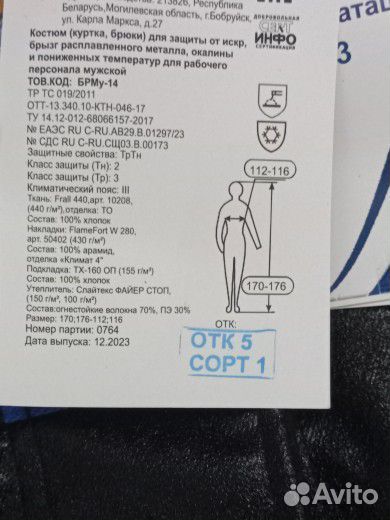 213826, Республика
Беларусь,Могилевская область, г.Бобруйск,
ул. Карла Маркса, д.27
ДОБРОВОЛЬНАЯ
СЕРТ
ИНФО
СЕРТИФИКАЦИЯ
3
Костюм (куртка, брюки) для защиты от искр,
брызг расплавленного металла, окалины
и пониженных температур для рабочего
персонала мужской
ТОВ.КОД: БРМу-14
ТР ТС 019/2011
ОТТ-13.340.10-КТН-046-17
ТУ 14.12-012-68066157-2017
№ ЕАЭС RU C-RU.АВ29.В.01297/23
№ СДС RU C-RU.СЩ03.В.00173
Защитные свойства: ТрТн
Класс защиты (Тн): 2
Класс защиты (Тр): 3
Климатический пояс: III
Ткань: Frall 440,арт. 10208,
(440 г/м²),отделка: ТО
Состав: 100% хлопок
Накладки: FlameFort W 280,
арт. 50402 (430 г/м²)
Состав: 100% арамид,
отделка «Климат 4"
Подкладка: ТХ-160 ОП (155 г/м²)
Состав: 100% хлопок
Утеплитель: Слайтекс ФАЙЕР СТОП,
(150 г/м², 100 г/м²)
Состав:огнестойкие волокна 70%, ПЭ 30%
Размер: 170;176-112;116
Номер партии: 0764
Дата выпуска: 12.2023
112-116
170-176
ОТК:
ОТК 5
СОРТ 1
Avito